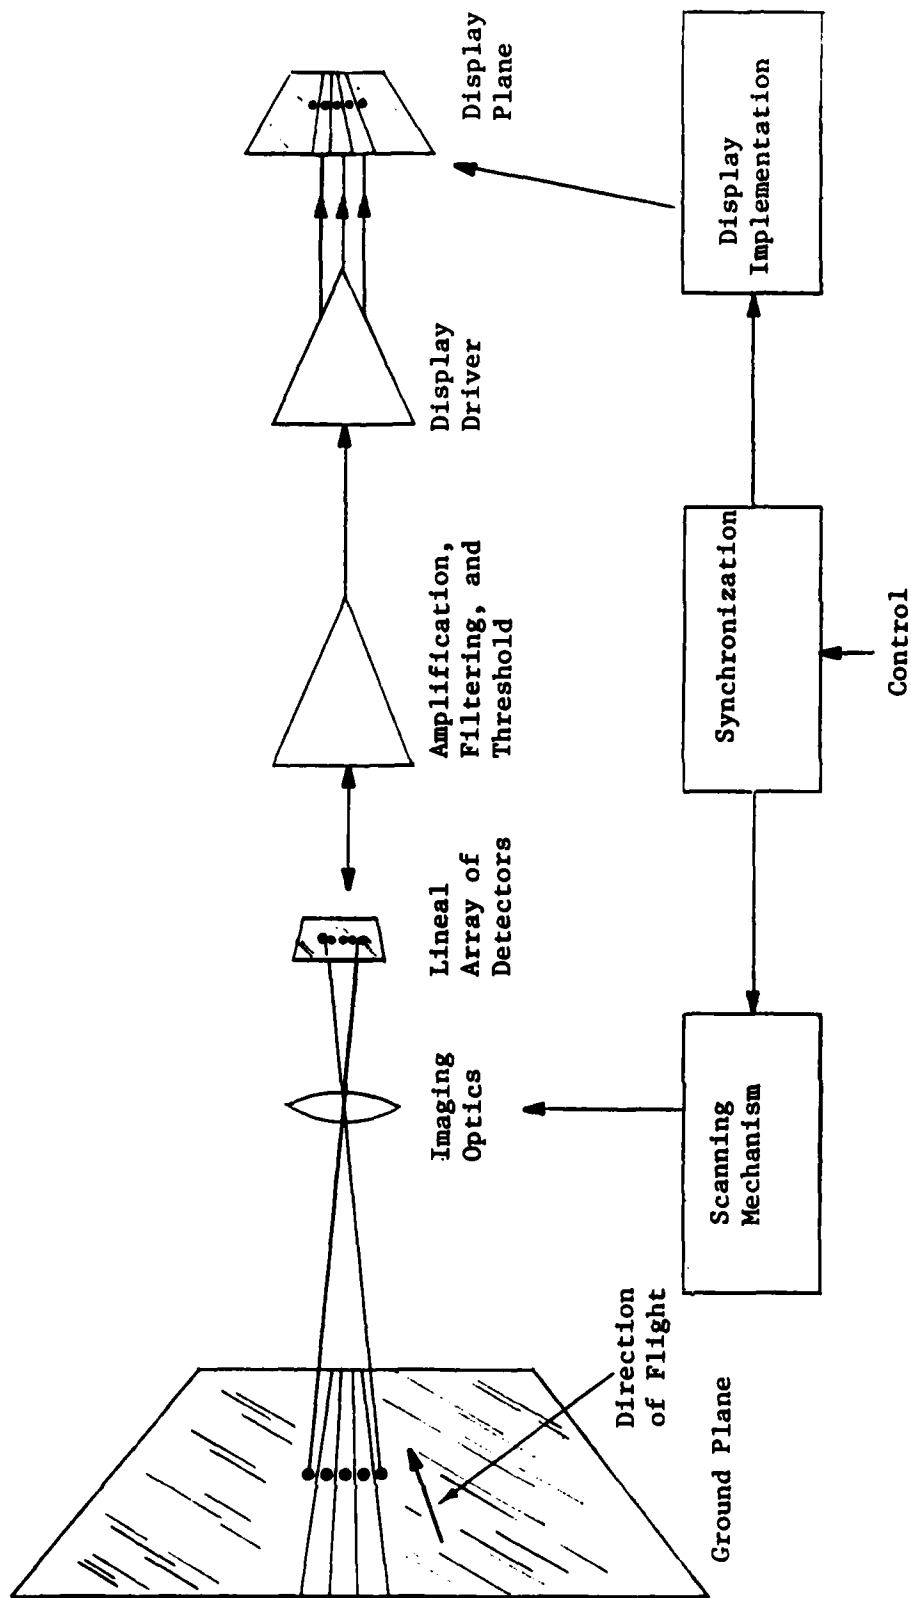 Ground Plane
Direction
of Flight
Imaging
Optics
Lineal
Array of
Detectors
Amplification,
Filtering, and
Threshold
Display
Driver
Display
Plane
Scanning
Mechanism
Synchronization
Control
Display
Implementation